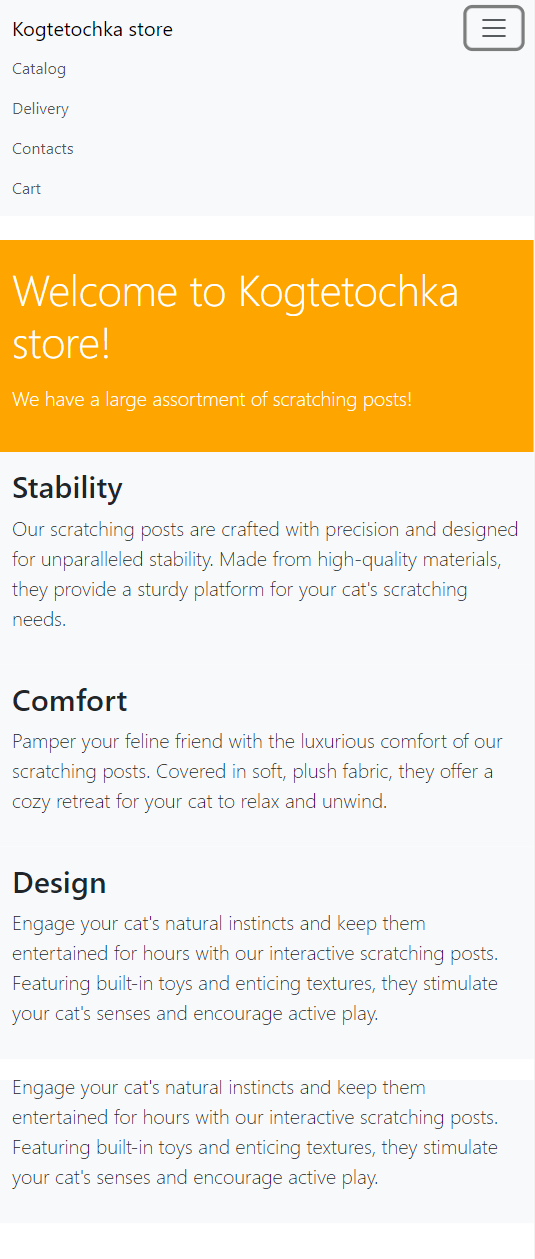 Kogtetochka store
Catalog
Delivery
Contacts
Cart
Welcome to Kogtetochka
store!
We have a large assortment of scratching posts!
Stability
Our scratching posts are crafted with precision and designed
for unparalleled stability. Made from high-quality materials,
they provide a sturdy platform for your cat's scratching
needs.
Comfort
Pamper your feline friend with the luxurious comfort of our
scratching posts. Covered in soft, plush fabric, they offer a
cozy retreat for your cat to relax and unwind.
Design
Engage your cat's natural instincts and keep them
entertained for hours with our interactive scratching posts.
Featuring built-in toys and enticing textures, they stimulate
your cat's senses and encourage active play.
Engage your cat's natural instincts and keep them
entertained for hours with our interactive scratching posts.
Featuring built-in toys and enticing textures, they stimulate
your cat's senses and encourage active play.